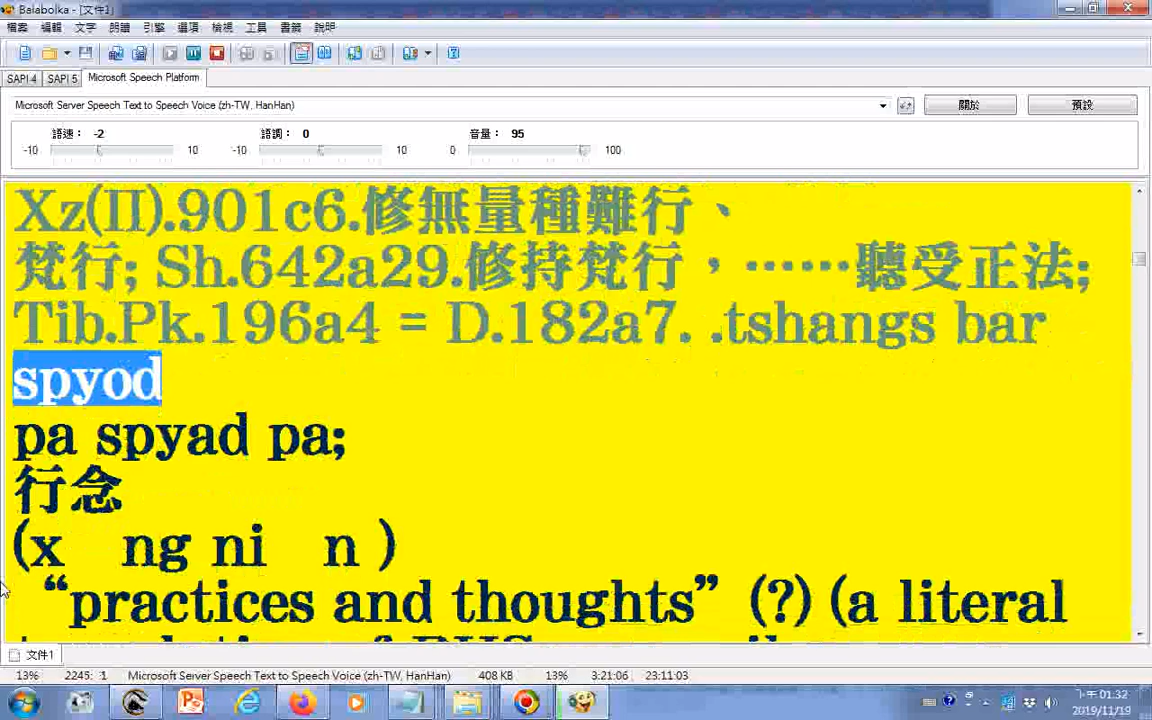 Balabolka - [文件1]
檔案 編輯 文字 朗讀 引擎 選項 檢視 工具 書籤 說明
SAPI 4 SAPI 5 Microsoft Speech Platform
Microsoft Server Speech Text to Speech Voice (zh-TW, HanHan) 關於 預設
語速： -2 語調： 0 音量： 95
-10 10 -10 10 0 100
Xz(Π).901c6.修無量種難行、
梵行; Sh.642a29.修持梵行，……聽受正法;
Tib.Pk.196a4 = D.182a7. .tshangs bar
spyod
pa spyad pa;
行念
(x ng ni n )
“practices and thoughts” (?) (a literal
文件1
13% 2245: 1 Microsoft Server Speech Text to Speech Voice (zh-TW, HanHan) 408 KB 13% 3:21:06 23:11:03
下午 01:32
2019/11/19